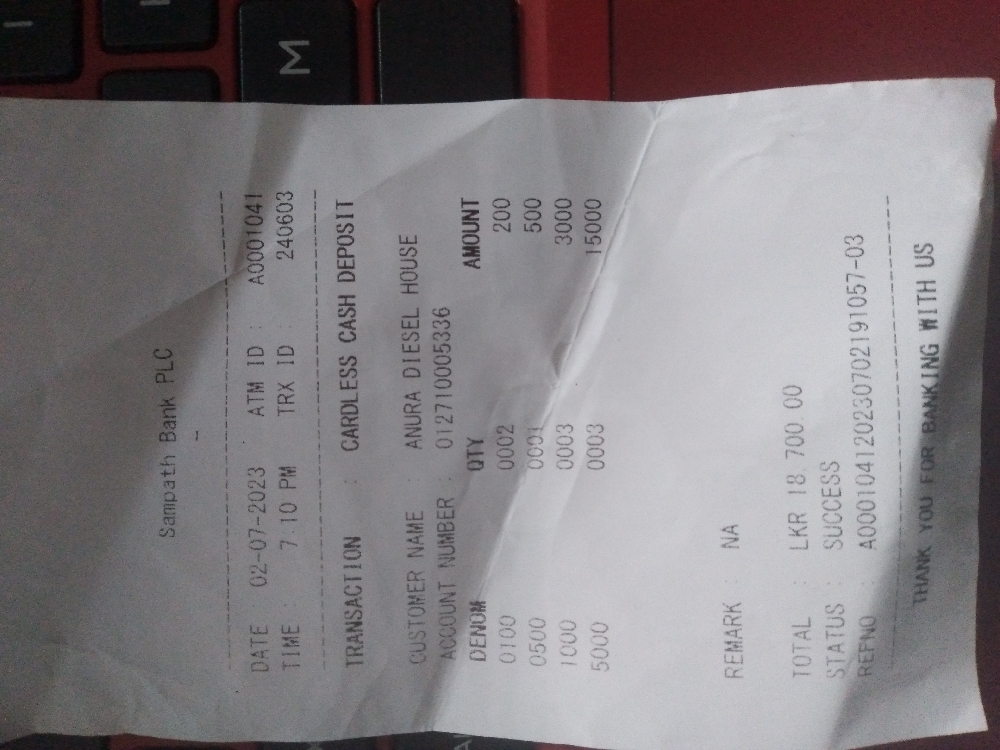 Sampath Bank PLC
DATE : 02-07-2023 ATM ID : A0001041
TIME : 7:10 PM TRX ID : 240603
TRANSACTION : CARDLESS CASH DEPOSIT
CUSTOMER NAME : ANURA DIESEL HOUSE
ACCOUNT NUMBER : 012710005336
DENOM QTY AMOUNT
0100 0002 200
0500 0001 500
1000 0003 3000
5000 0003 15000
REMARK : NA
TOTAL : LKR 18,700.00
STATUS : SUCCESS
REFNO : A000104120230702191057-03
THANK YOU FOR BANKING WITH US
M